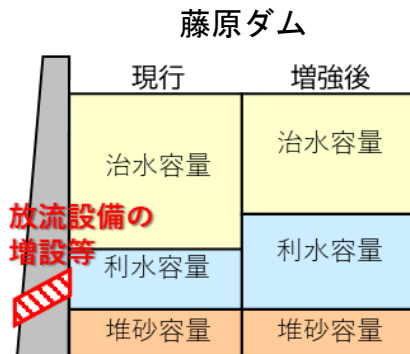 藤原ダム
現行
増強後
治水容量
治水容量
放流設備の
増設等
利水容量
利水容量
堆砂容量
堆砂容量